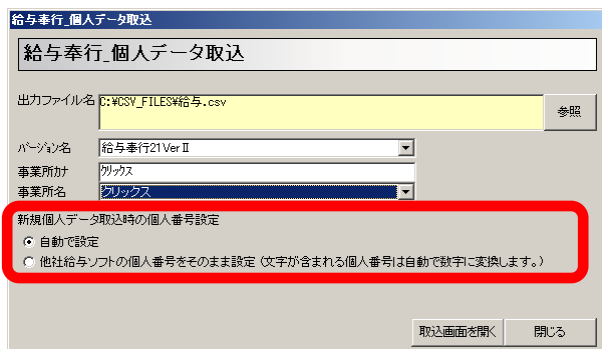 給与奉行_個人データ取込
給与奉行_個人データ取込
出力ファイル名 C:¥CSV_FILES¥給与.csv 参照
バージョン名 給与奉行21VerⅡ
事業所カナ クリックス
事業所名 クリックス
新規個人データ取込時の個人番号設定
自動で設定
他社給与ソフトの個人番号をそのまま設定(文字が含まれる個人番号は自動で数字に変換します。)
取込画面を開く 閉じる